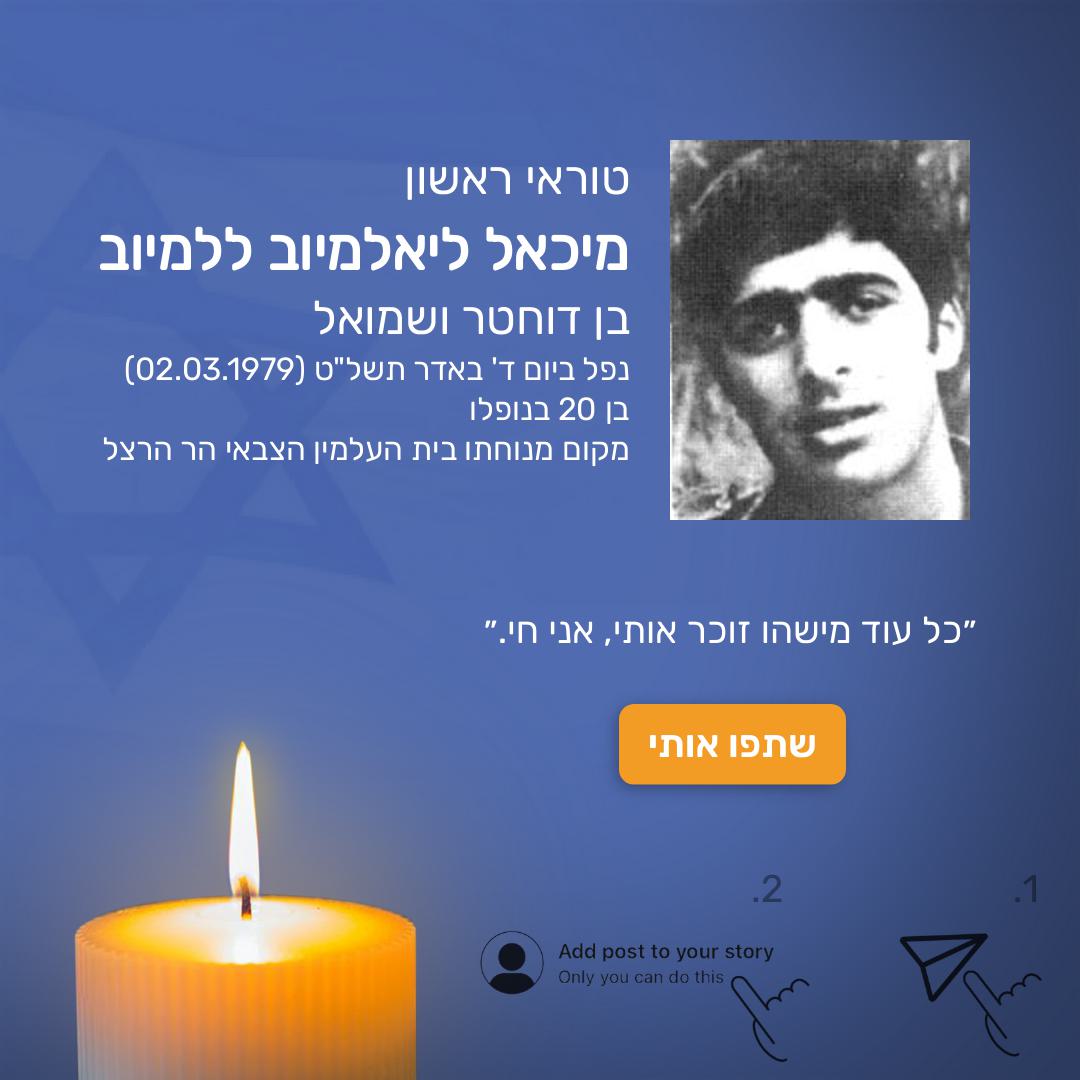 טוראי ראשון
מיכאל ליאלמיוב ללמיוב
בן דוחטר ושמואל
נפל ביום ד' באדר תשל"ט (02.03.1979)
בן 20 בנופלו
מקום מנוחתו בית העלמין הצבאי הר הרצל
״כל עוד מישהו זוכר אותי, אני חי.״
שתפו אותי
.1
.2
Add post to your story
Only you can do this